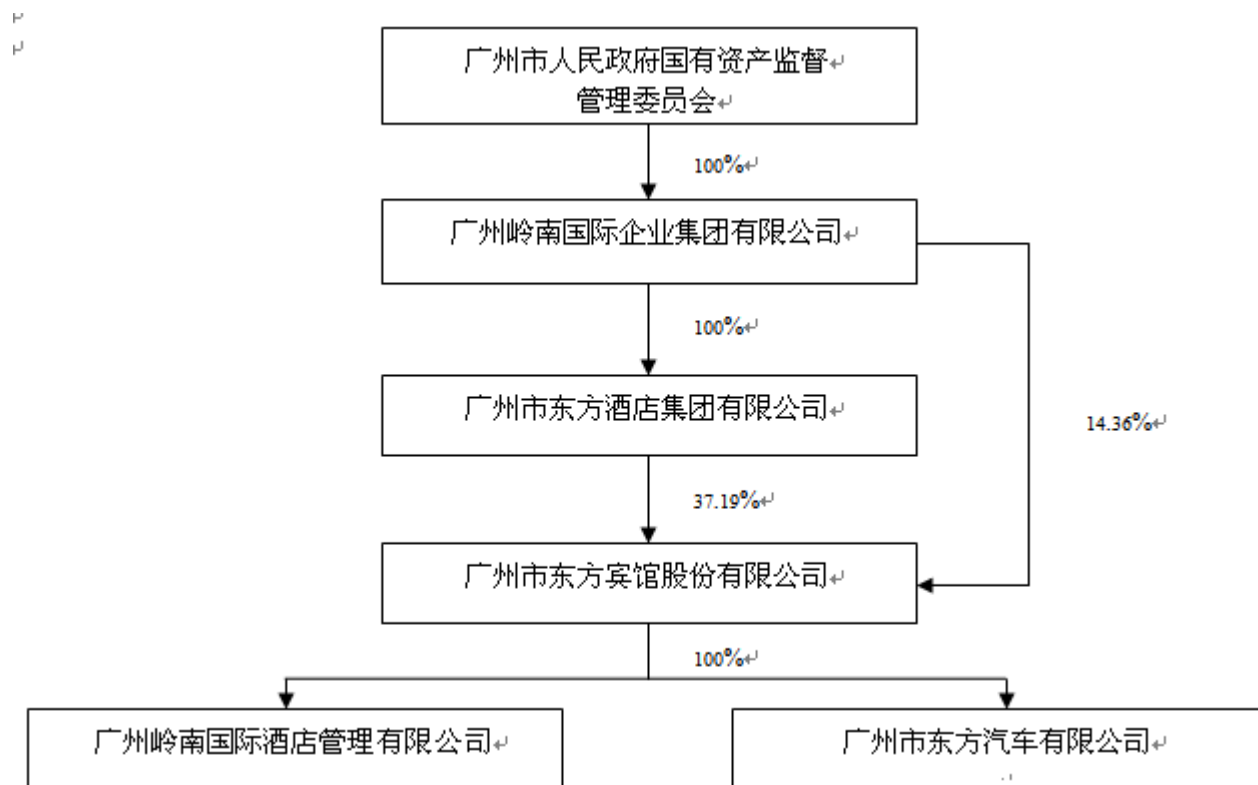 广州市人民政府国有资产监督
管理委员会
100%
广州岭南国际企业集团有限公司
100%
广州市东方酒店集团有限公司
14.36%
37.19%
广州市东方宾馆股份有限公司
100%
广州岭南国际酒店管理有限公司
广州市东方汽车有限公司